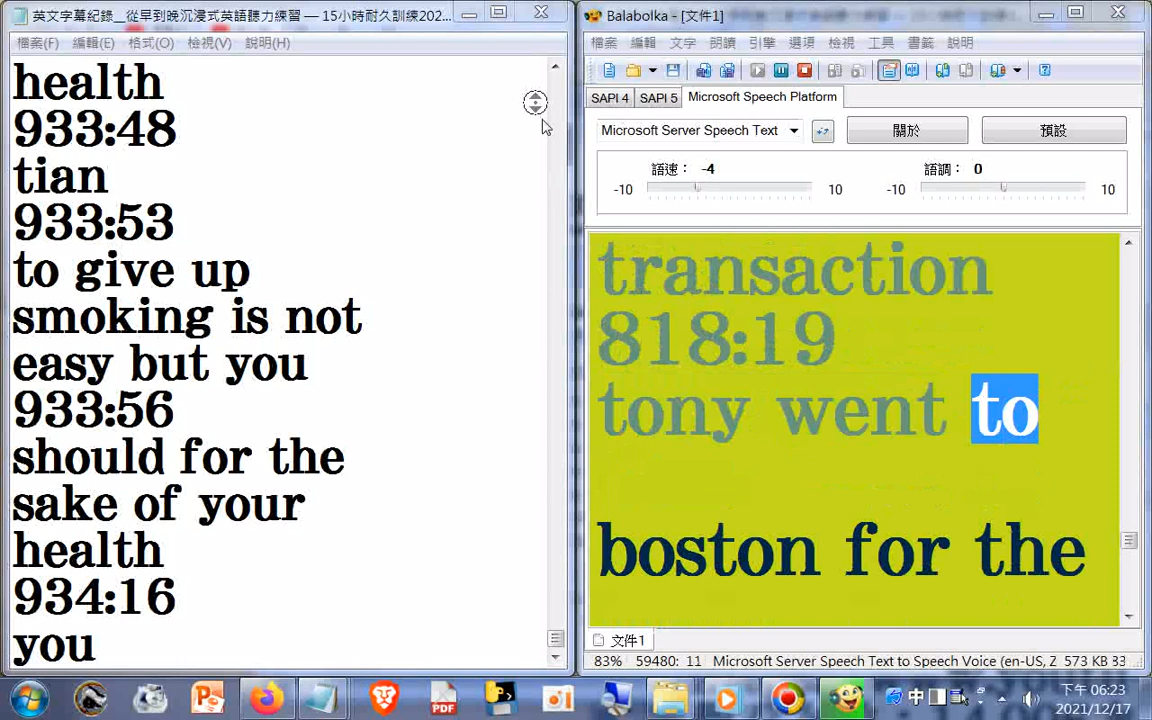 英文字幕紀錄__從早到晚沉浸式英語聽力練習 — 15小時耐久訓練202...
檔案(F) 編輯(E) 格式(O) 檢視(V) 說明(H)
health
933:48
tian
933:53
to give up
smoking is not
easy but you
933:56
should for the
sake of your
health
934:16
you
Balabolka - [文件1]
檔案 編輯 文字 朗讀 引擎 選項 檢視 工具 書籤 說明
SAPI 4 SAPI 5 Microsoft Speech Platform
Microsoft Server Speech Text 關於 預設
語速： -4 語調： 0
-10 10 -10 10
transaction
818:19
tony went to
boston for the
文件1
83% 59480: 11 Microsoft Server Speech Text to Speech Voice (en-US, Z 573 KB 33
PDF
中
下午 06:23
2021/12/17